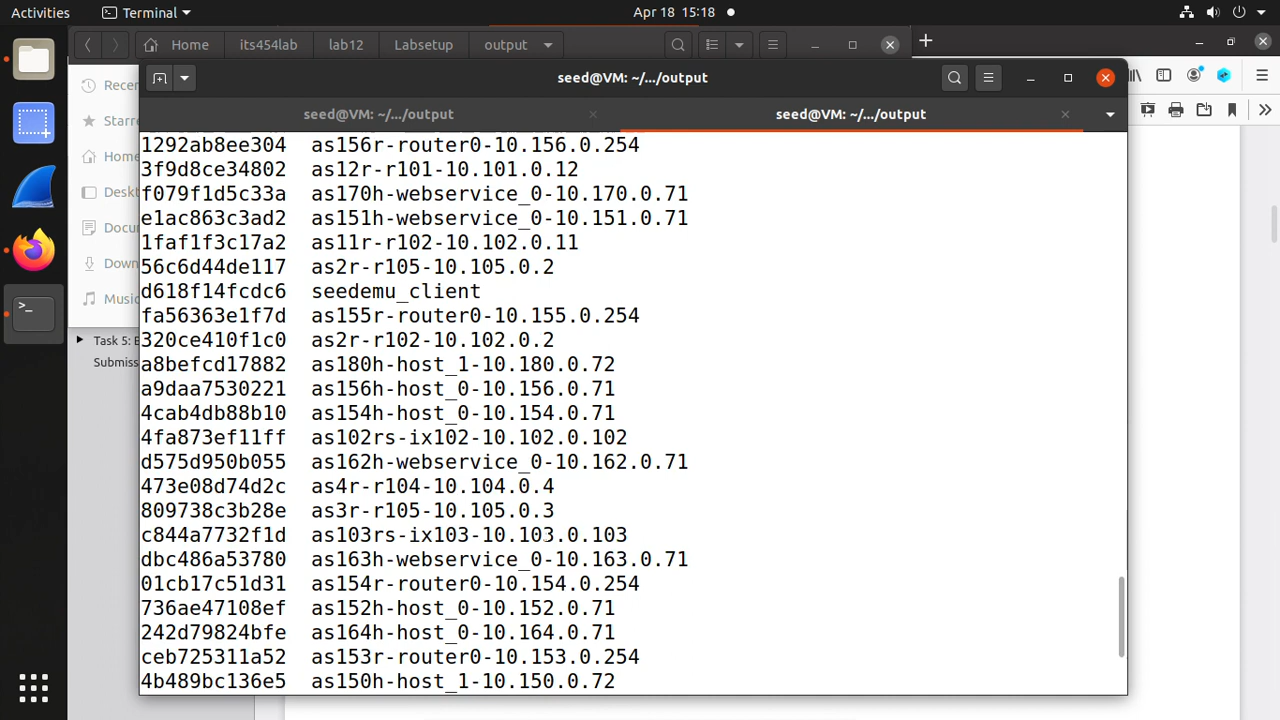 Activities
Terminal
Apr 18 15:18
Home
its454lab
lab12
Labsetup
output
seed@VM: ~/.../output
seed@VM: ~/.../output
seed@VM: ~/.../output
1292ab8ee304  as156r-router0-10.156.0.254
3f9d8ce34802  as12r-r101-10.101.0.12
f079f1d5c33a  as170h-webservice_0-10.170.0.71
e1ac863c3ad2  as151h-webservice_0-10.151.0.71
1faf1f3c17a2  as11r-r102-10.102.0.11
56c6d44de117  as2r-r105-10.105.0.2
d618f14fcdc6  seedemu_client
fa56363e1f7d  as155r-router0-10.155.0.254
320ce410f1c0  as2r-r102-10.102.0.2
a8befcd17882  as180h-host_1-10.180.0.72
a9daa7530221  as156h-host_0-10.156.0.71
4cab4db88b10  as154h-host_0-10.154.0.71
4fa873ef11ff  as102rs-ix102-10.102.0.102
d575d950b055  as162h-webservice_0-10.162.0.71
473e08d74d2c  as4r-r104-10.104.0.4
809738c3b28e  as3r-r105-10.105.0.3
c844a7732f1d  as103rs-ix103-10.103.0.103
dbc486a53780  as163h-webservice_0-10.163.0.71
01cb17c51d31  as154r-router0-10.154.0.254
736ae47108ef  as152h-host_0-10.152.0.71
242d79824bfe  as164h-host_0-10.164.0.71
ceb725311a52  as153r-router0-10.153.0.254
4b489bc136e5  as150h-host_1-10.150.0.72
Recen
Starre
Home
Deskt
Docu
Down
Music
Task 5: B
Submiss